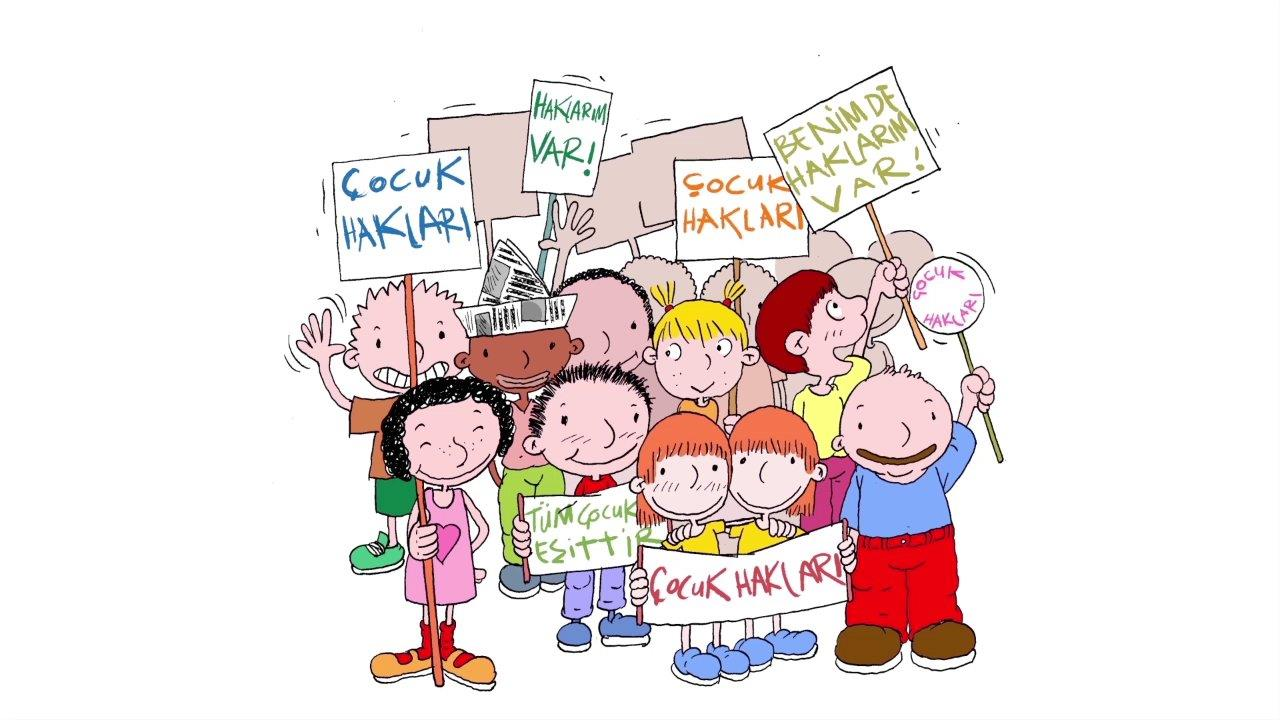 HAKLARIM
VAR!
BENİM DE
HAKLARIM
VAR!
ÇOCUK
HAKLARI
ÇOCUK
HAKLARI
ÇOCUK
HAKLARI
TÜM ÇOCUK
EŞİTTİR
ÇOCUK HAKLARI